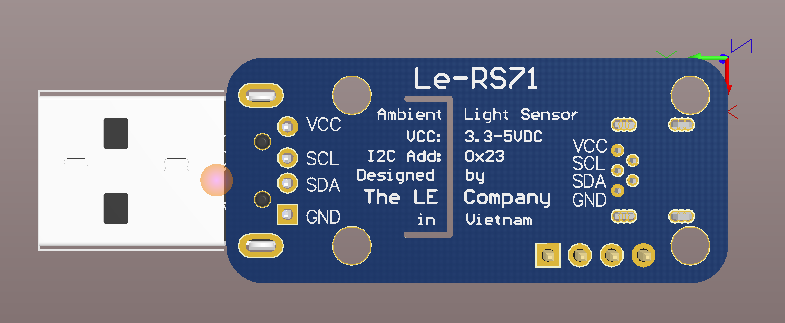 Le-RS71
Ambient Light Sensor
VCC: 3.3-5VDC
I2C Add: 0x23
Designed by
The LE Company
in Vietnam
VCC
SCL
SDA
GND
VCC
SCL
SDA
GND